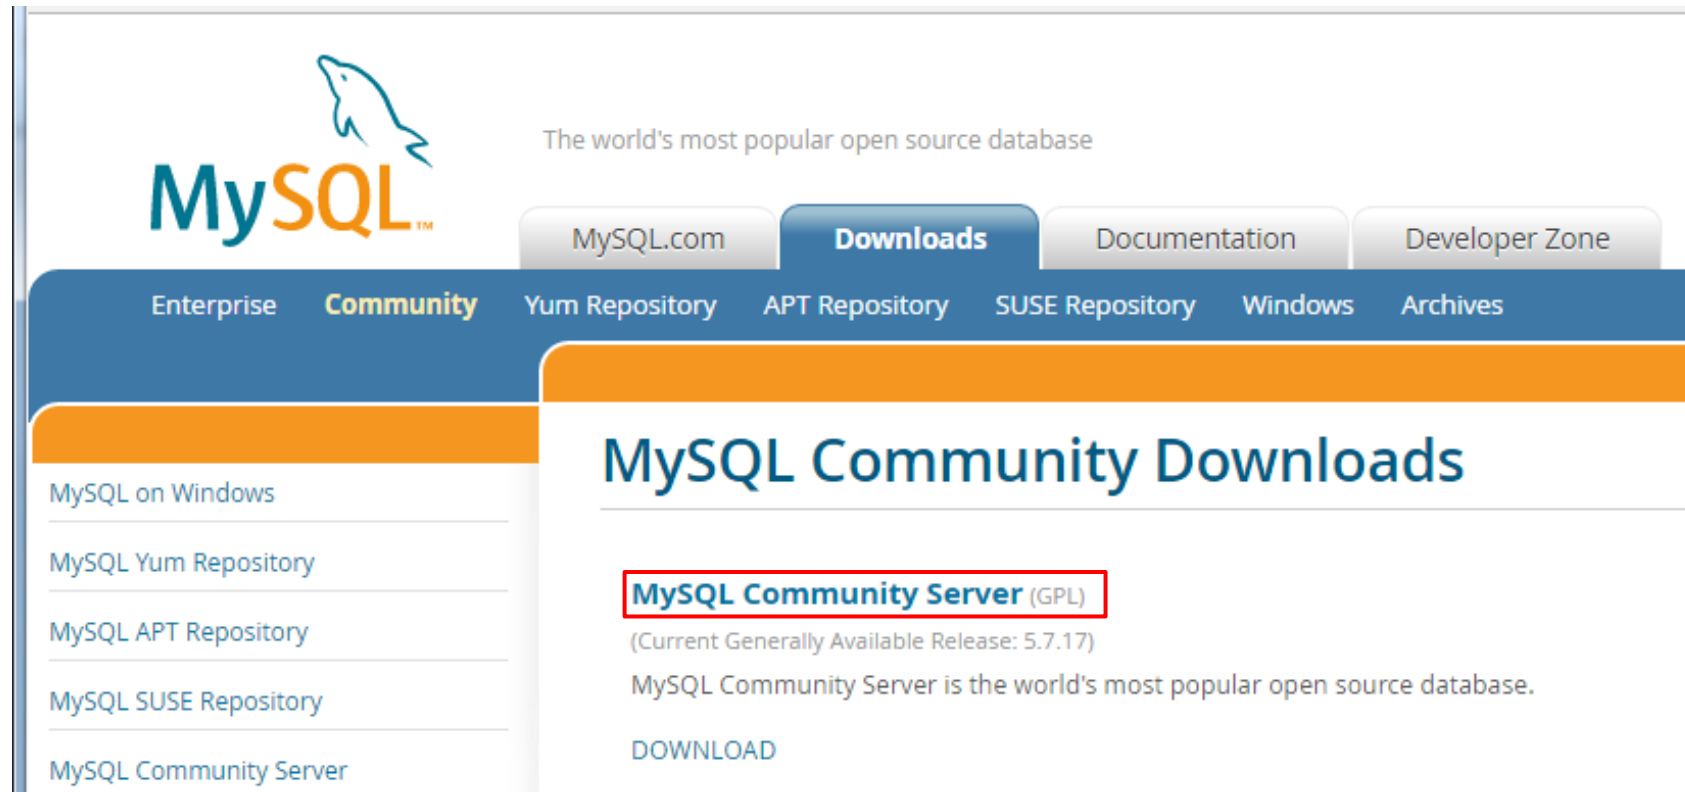 The world's most popular open source database
MySQL™
MySQL.com Downloads Documentation Developer Zone
Enterprise Community Yum Repository APT Repository SUSE Repository Windows Archives
MySQL on Windows
MySQL Yum Repository
MySQL APT Repository
MySQL SUSE Repository
MySQL Community Server
MySQL Community Downloads
MySQL Community Server (GPL)
(Current Generally Available Release: 5.7.17)
MySQL Community Server is the world's most popular open source database.
DOWNLOAD